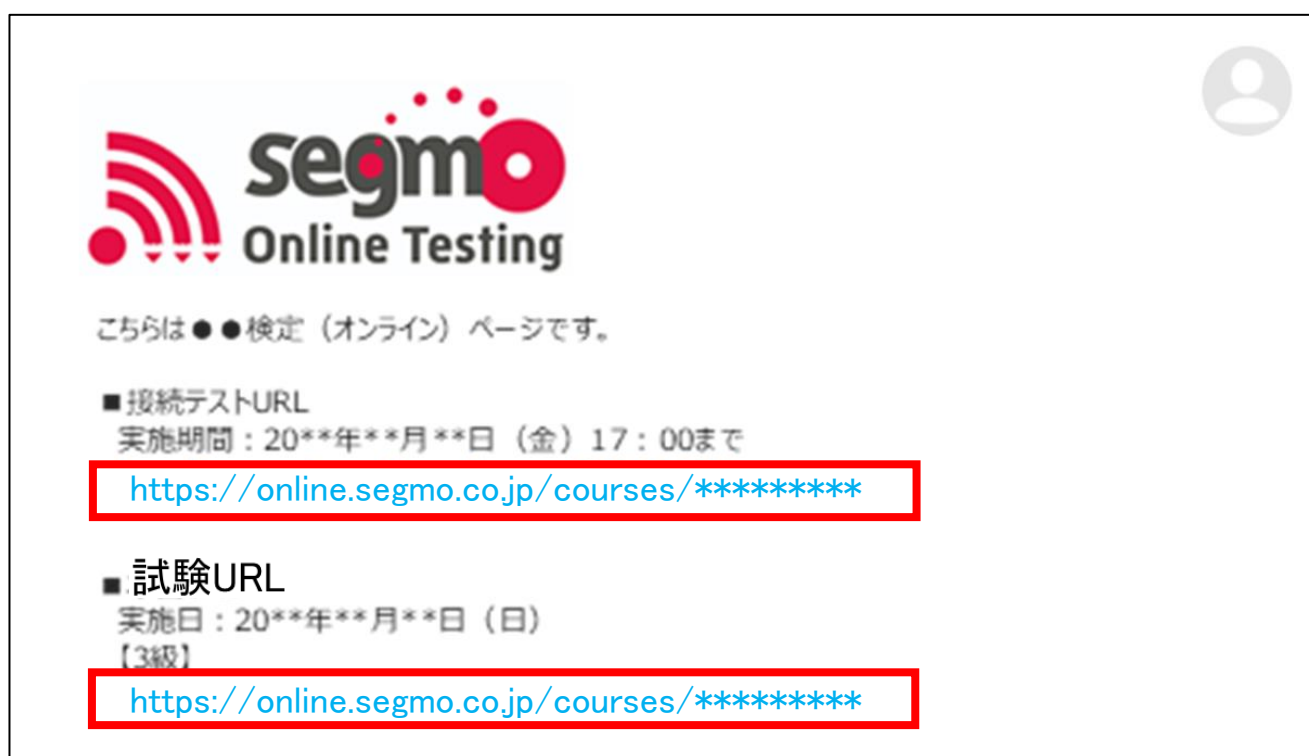 segmo
Online Testing
こちらは●●検定（オンライン）ページです。
■接続テストURL
実施期間：20**年**月**日（金）17：00まで
https://online.segmo.co.jp/courses/*********
■試験URL
実施日：20**年**月**日（日）
【3級】
https://online.segmo.co.jp/courses/*********